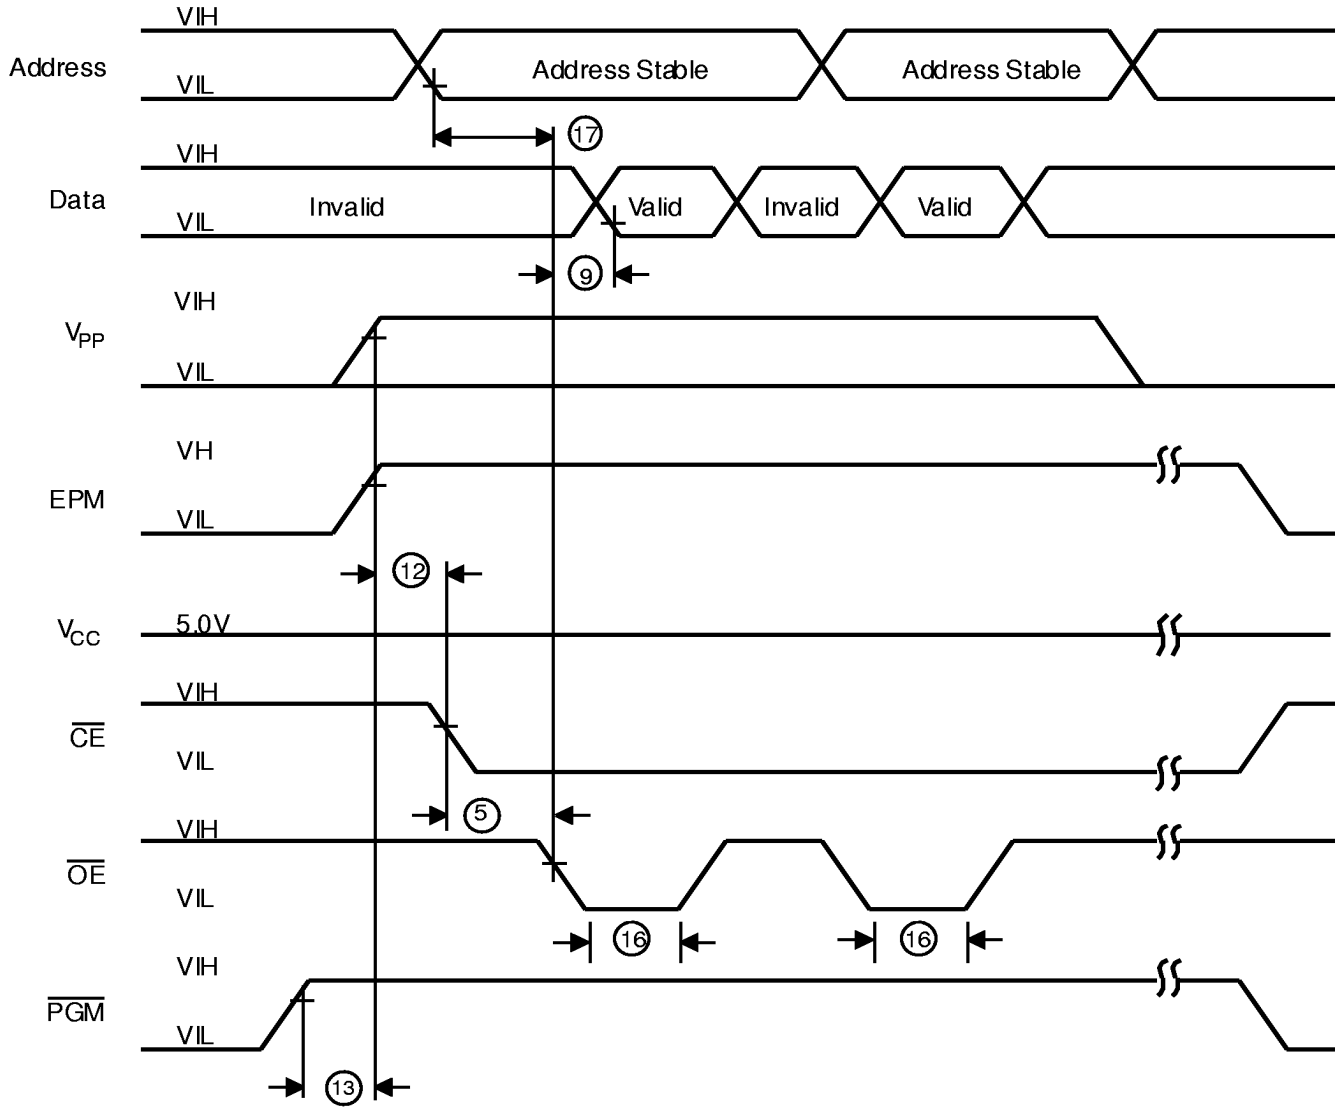 VIH
Address
Address Stable
Address Stable
VIL
17
VIH
Data
Invalid
Valid
Invalid
Valid
VIL
9
VIH
VPP
VIL
VH
EPM
VIL
12
VCC
5.0V
VIH
CE
VIL
5
VIH
OE
VIL
16
16
VIH
PGM
VIL
13